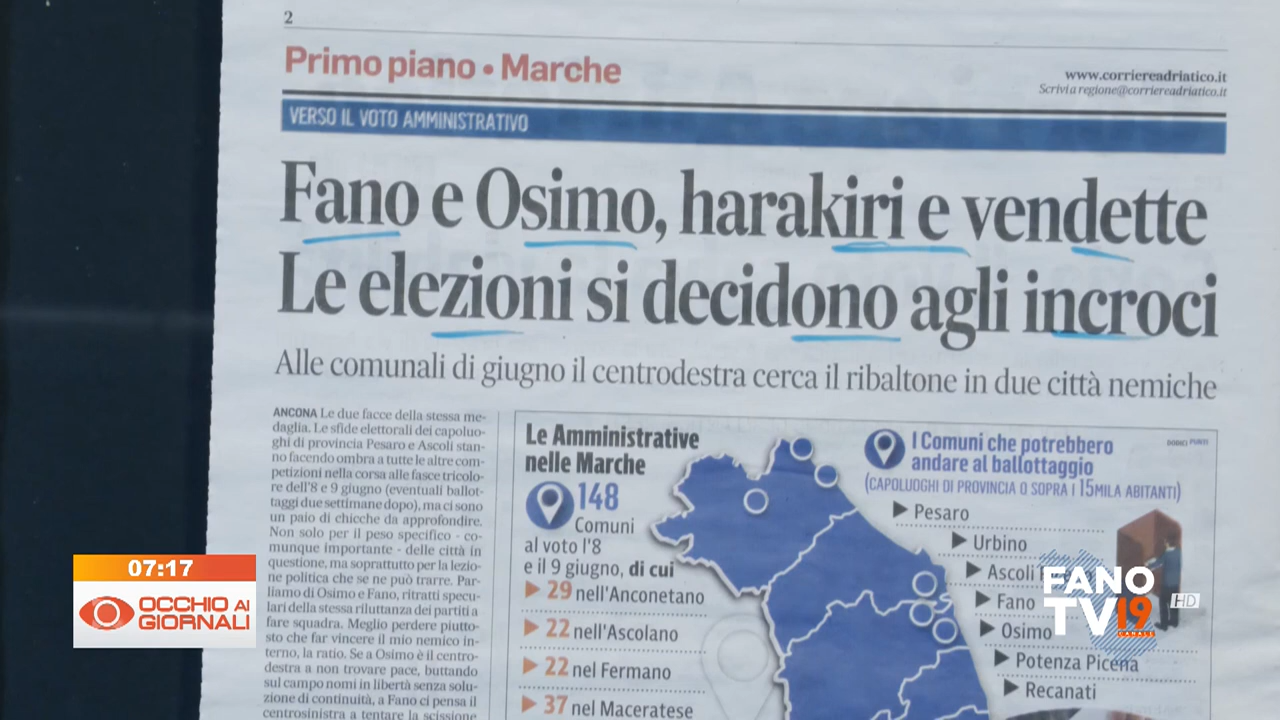 2
Primo piano • Marche
www.corriereadriatico.it
Scrivi a regione@corriereadriatico.it
VERSO IL VOTO AMMINISTRATIVO
Fano e Osimo, harakiri e vendette
Le elezioni si decidono agli incroci
Alle comunali di giugno il centrodestra cerca il ribaltone in due città nemiche
ANCONA Le due facce della stessa me-
daglia. Le sfide elettorali dei capoluo-
ghi di provincia Pesaro e Ascoli stan-
no facendo ombra a tutte le altre com-
petizioni nella corsa alle fasce tricolo-
re dell'8 e 9 giugno (eventuali ballot-
taggi due settimane dopo), ma ci sono
un paio di chicche da approfondire.
Non solo per il peso specifico - co-
munque importante - delle città in
questione, ma soprattutto per la lezio-
ne politica che se ne può trarre. Par-
liamo di Osimo e Fano, ritratti specu-
lari della stessa riluttanza dei partiti a
fare squadra. Meglio perdere piutto-
sto che far vincere il mio nemico in-
terno, la ratio. Se a Osimo è il centro-
destra a non trovare pace, buttando
sul campo nomi in libertà senza solu-
zione di continuità, a Fano ci pensa il
centrosinistra a tentare la scissione
Le Amministrative
nelle Marche
148
Comuni
al voto l'8
e il 9 giugno, di cui
29 nell'Anconetano
22 nell'Ascolano
22 nel Fermano
37 nel Maceratese
I Comuni che potrebbero
andare al ballottaggio
(CAPOLUOGHI DI PROVINCIA O SOPRA I 15MILA ABITANTI)
DODICI PUNTI
Pesaro
Urbino
Ascoli
Fano
Osimo
Potenza Picena
Recanati
07:17
OCCHIO AI
GIORNALI
FANO
TV19
CANALE
HD